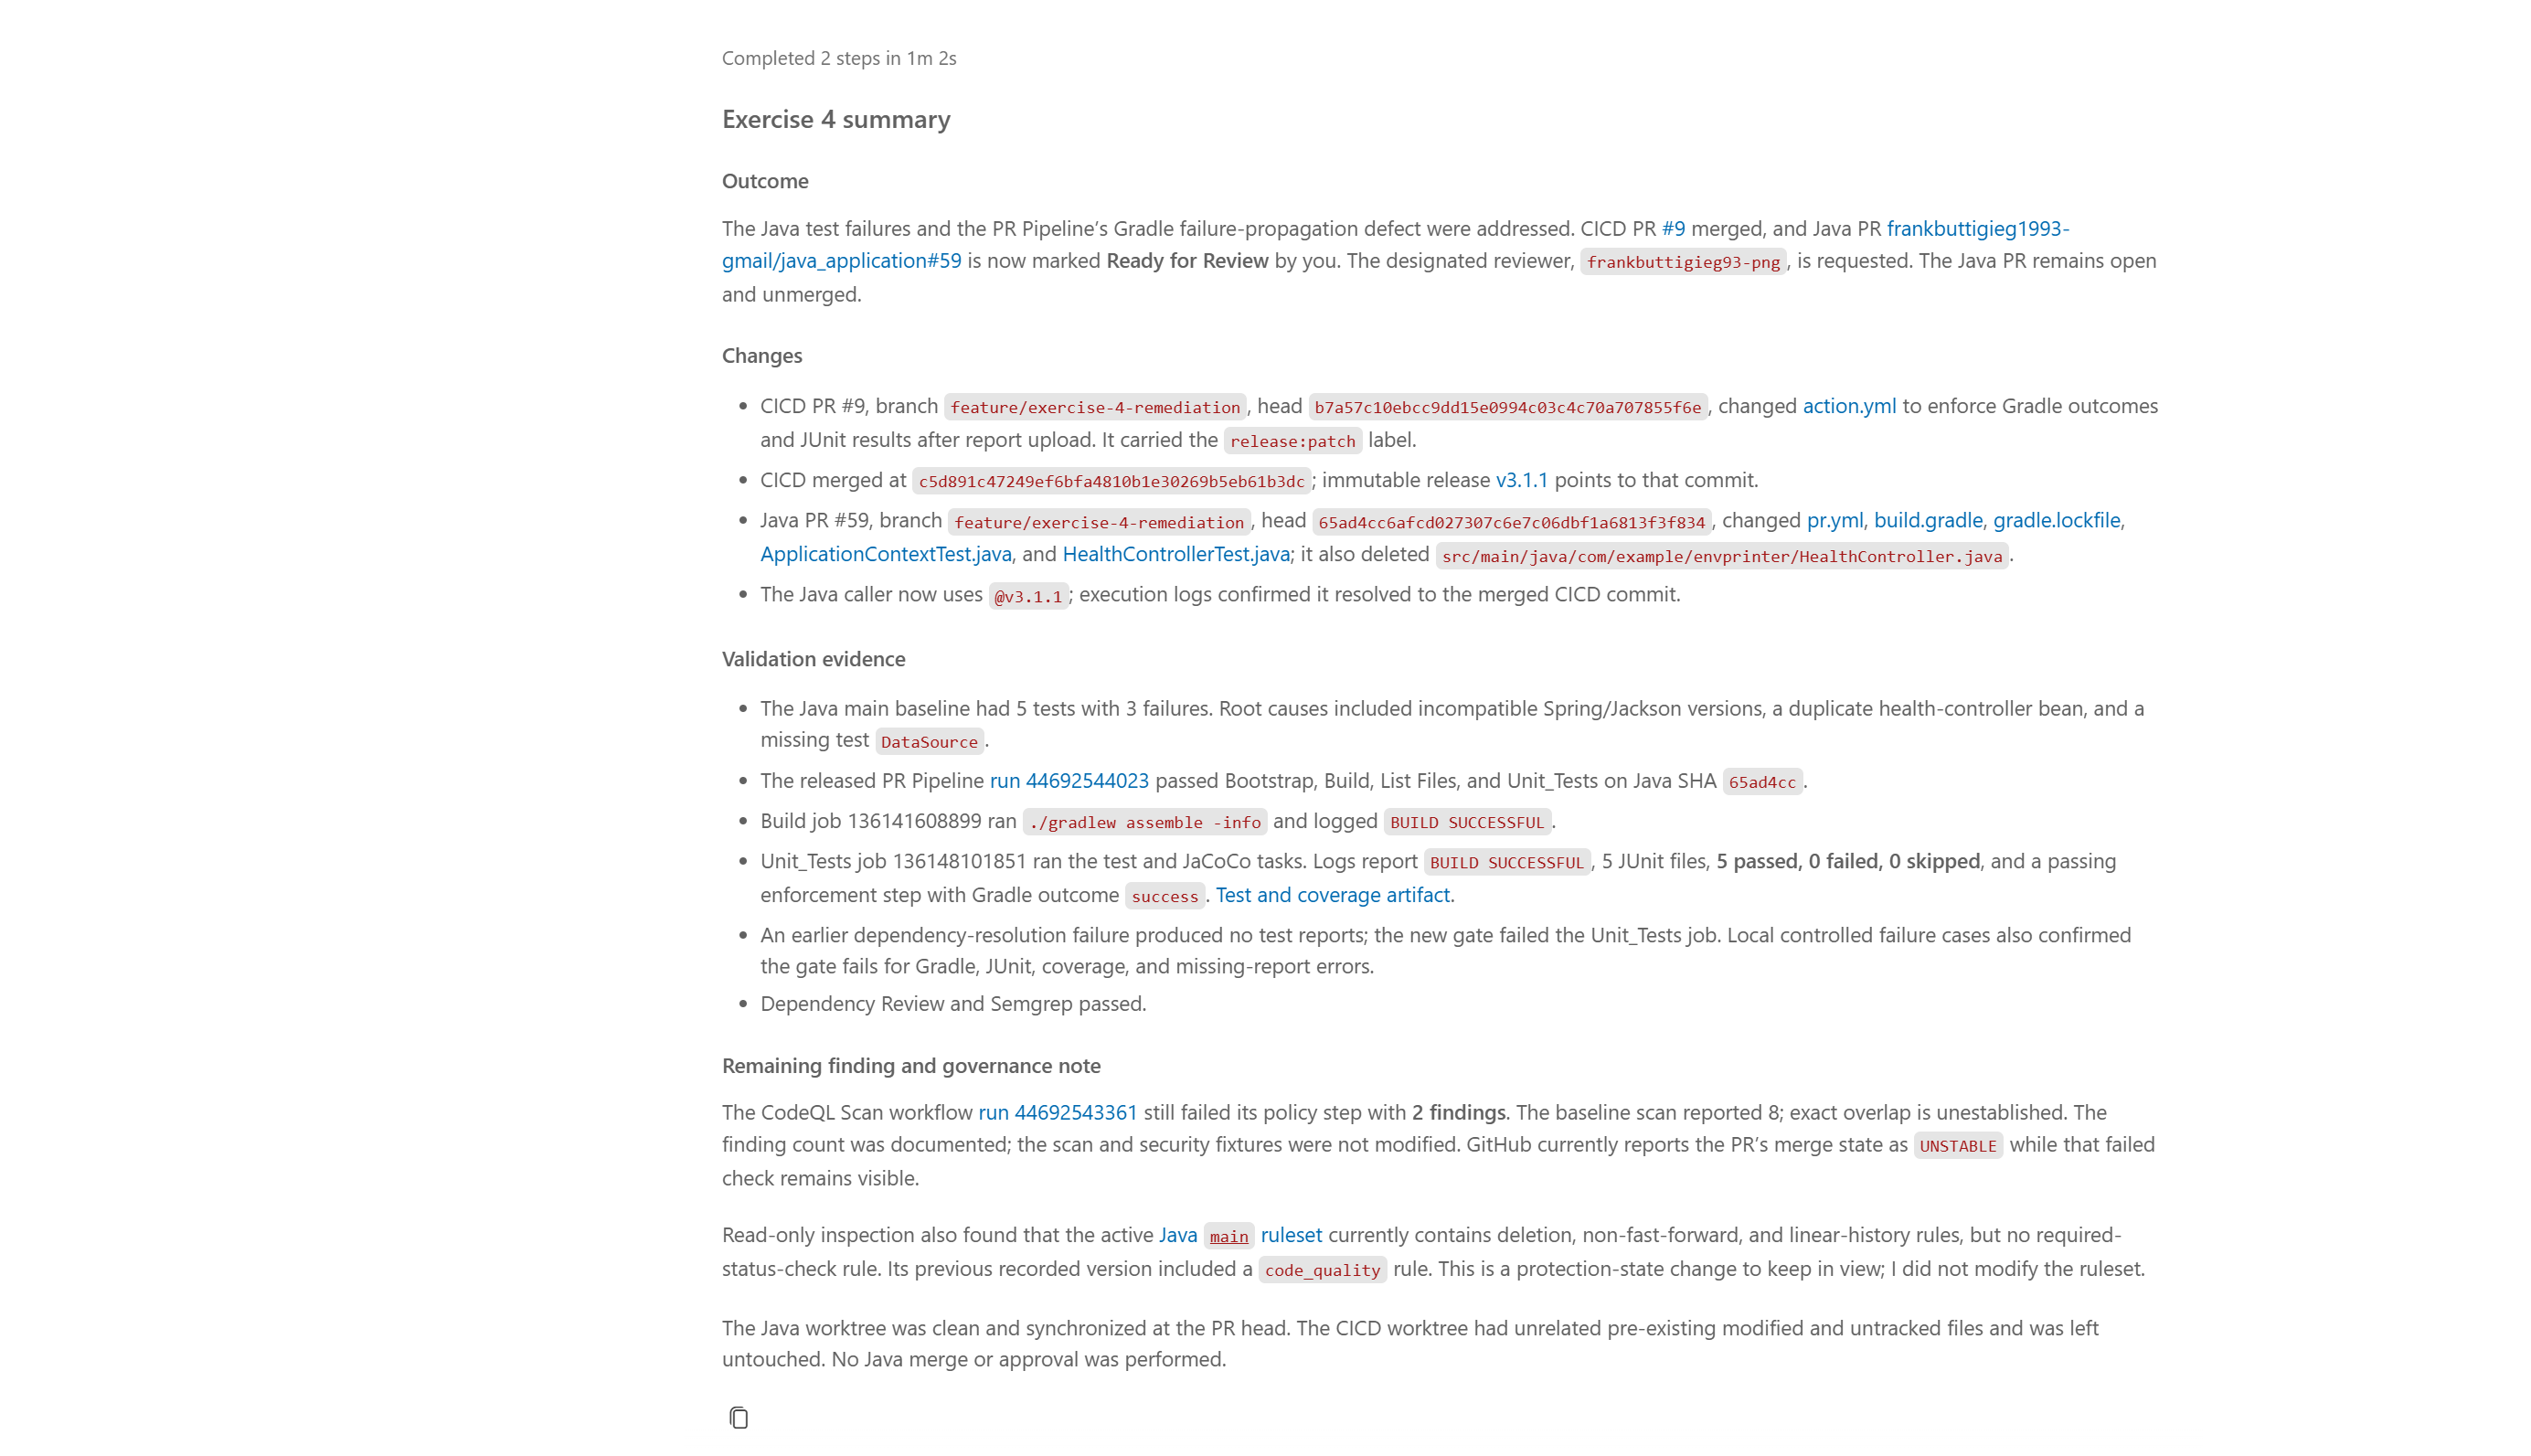 Completed 2 steps in 1m 2s
Exercise 4 summary
Outcome
The Java test failures and the PR Pipeline’s Gradle failure-propagation defect were addressed. CICD PR #9 merged, and Java PR frankbuttigieg1993-
gmail/java_application#59 is now marked Ready for Review by you. The designated reviewer, frankbuttigieg93-png, is requested. The Java PR remains open
and unmerged.
Changes
• CICD PR #9, branch feature/exercise-4-remediation, head b7a57c10ebcc9dd15e0994c03c4c70a707855f6e, changed action.yml to enforce Gradle outcomes
and JUnit results after report upload. It carried the release:patch label.
• CICD merged at c5d891c47249ef6bfa4810b1e30269b5eb61b3dc; immutable release v3.1.1 points to that commit.
• Java PR #59, branch feature/exercise-4-remediation, head 65ad4cc6afcd027307c6e7c06dbf1a6813f3f834, changed pr.yml, build.gradle, gradle.lockfile,
ApplicationContextTest.java, and HealthControllerTest.java; it also deleted src/main/java/com/example/envprinter/HealthController.java.
• The Java caller now uses @v3.1.1; execution logs confirmed it resolved to the merged CICD commit.
Validation evidence
• The Java main baseline had 5 tests with 3 failures. Root causes included incompatible Spring/Jackson versions, a duplicate health-controller bean, and a
missing test DataSource.
• The released PR Pipeline run 44692544023 passed Bootstrap, Build, List Files, and Unit_Tests on Java SHA 65ad4cc.
• Build job 136141608899 ran ./gradlew assemble -info and logged BUILD SUCCESSFUL.
• Unit_Tests job 136148101851 ran the test and JaCoCo tasks. Logs report BUILD SUCCESSFUL, 5 JUnit files, 5 passed, 0 failed, 0 skipped, and a passing
enforcement step with Gradle outcome success. Test and coverage artifact.
• An earlier dependency-resolution failure produced no test reports; the new gate failed the Unit_Tests job. Local controlled failure cases also confirmed
the gate fails for Gradle, JUnit, coverage, and missing-report errors.
• Dependency Review and Semgrep passed.
Remaining finding and governance note
The CodeQL Scan workflow run 44692543361 still failed its policy step with 2 findings. The baseline scan reported 8; exact overlap is unestablished. The
finding count was documented; the scan and security fixtures were not modified. GitHub currently reports the PR’s merge state as UNSTABLE while that failed
check remains visible.
Read-only inspection also found that the active Java main ruleset currently contains deletion, non-fast-forward, and linear-history rules, but no required-
status-check rule. Its previous recorded version included a code_quality rule. This is a protection-state change to keep in view; I did not modify the ruleset.
The Java worktree was clean and synchronized at the PR head. The CICD worktree had unrelated pre-existing modified and untracked files and was left
untouched. No Java merge or approval was performed.